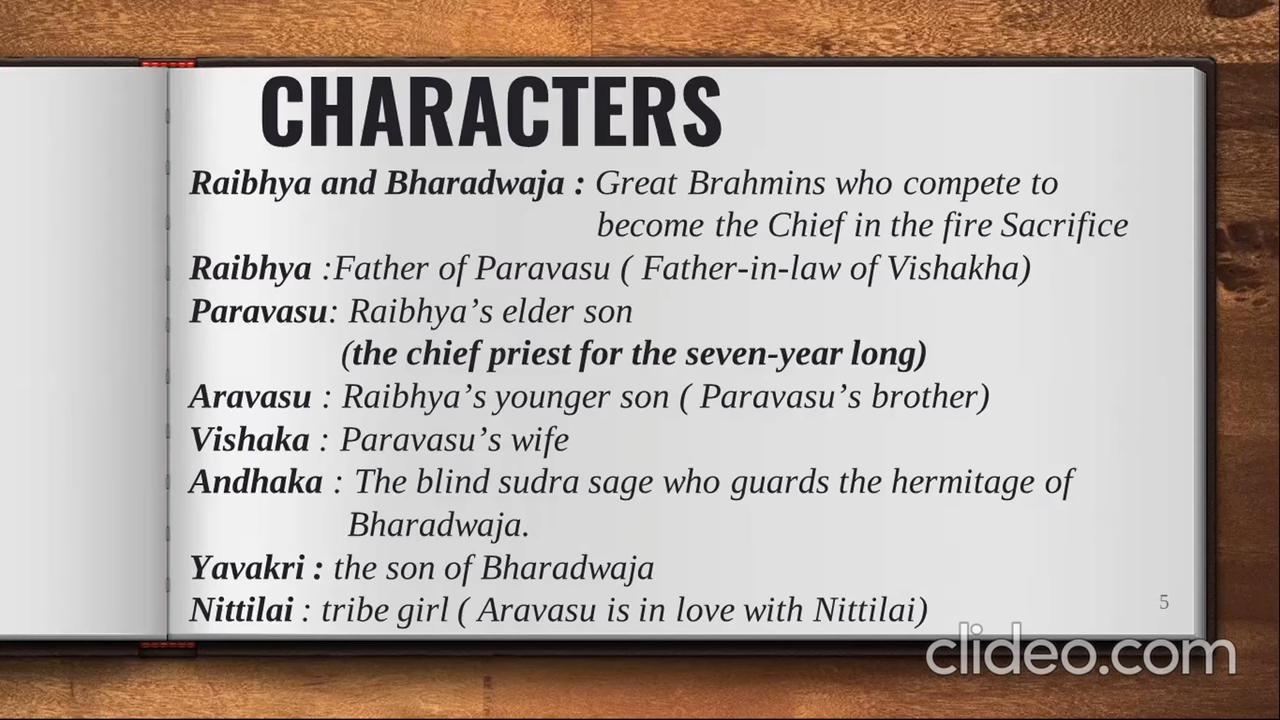 CHARACTERS
Raibhya and Bharadwaja : Great Brahmins who compete to
become the Chief in the fire Sacrifice
Raibhya :Father of Paravasu ( Father-in-law of Vishakha)
Paravasu: Raibhya’s elder son
(the chief priest for the seven-year long)
Aravasu : Raibhya’s younger son ( Paravasu’s brother)
Vishaka : Paravasu’s wife
Andhaka : The blind sudra sage who guards the hermitage of
Bharadwaja.
Yavakri : the son of Bharadwaja
Nittilai : tribe girl ( Aravasu is in love with Nittilai)
5
clideo.com